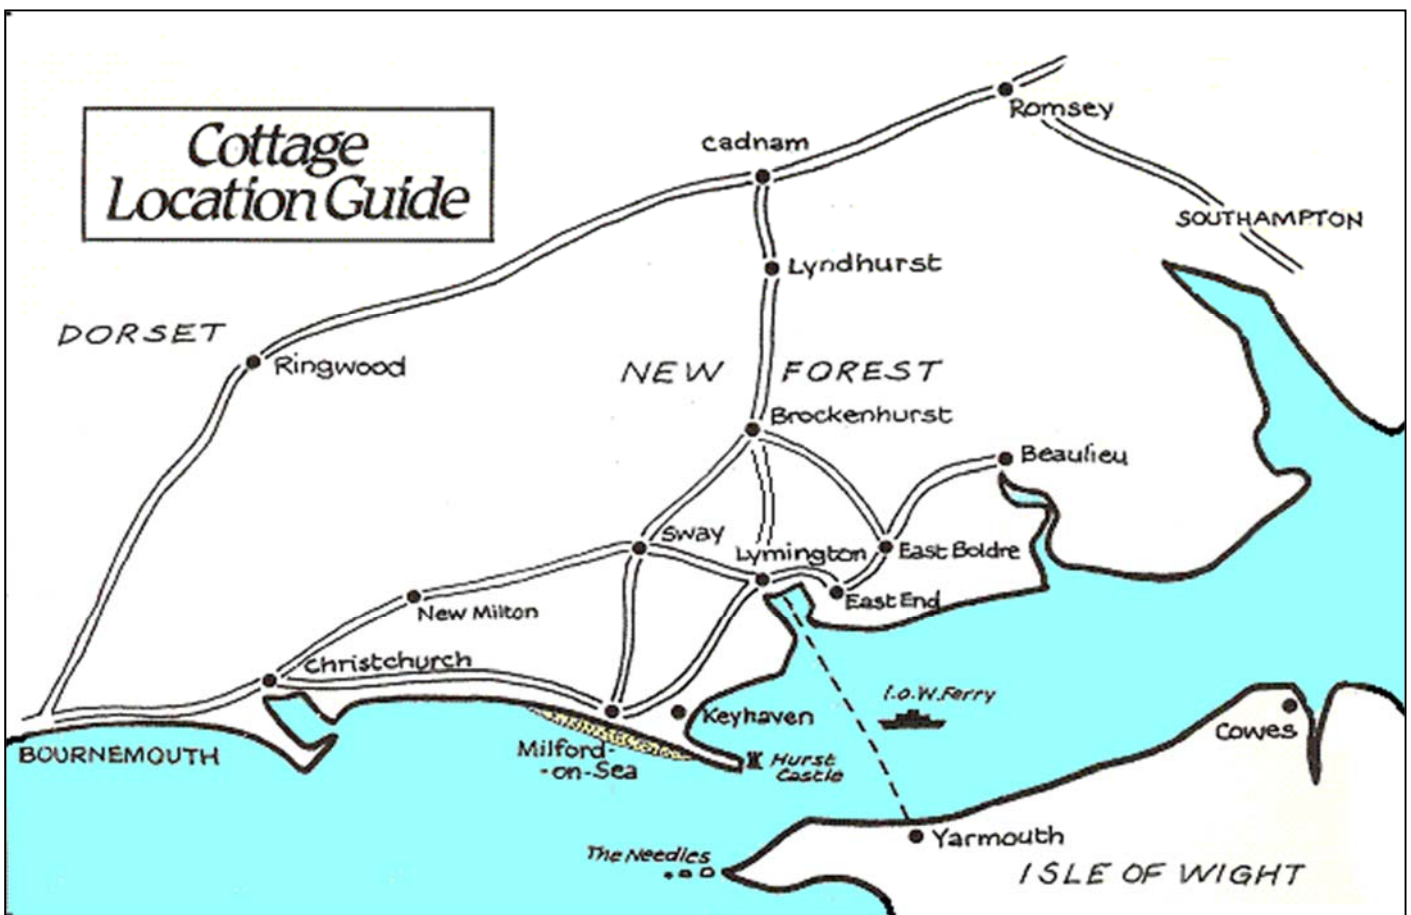 Cottage
Location Guide
Romsey
Cadnam
SOUTHAMPTON
Lyndhurst
DORSET
Ringwood
NEW FOREST
Brockenhurst
Beaulieu
Sway
Lymington
East Boldre
New Milton
East End
Christchurch
I.o.W. Ferry
Keyhaven
Cowes
BOURNEMOUTH
Milford-
-on-Sea
Hurst
Castle
Yarmouth
The Needles
ISLE OF WIGHT